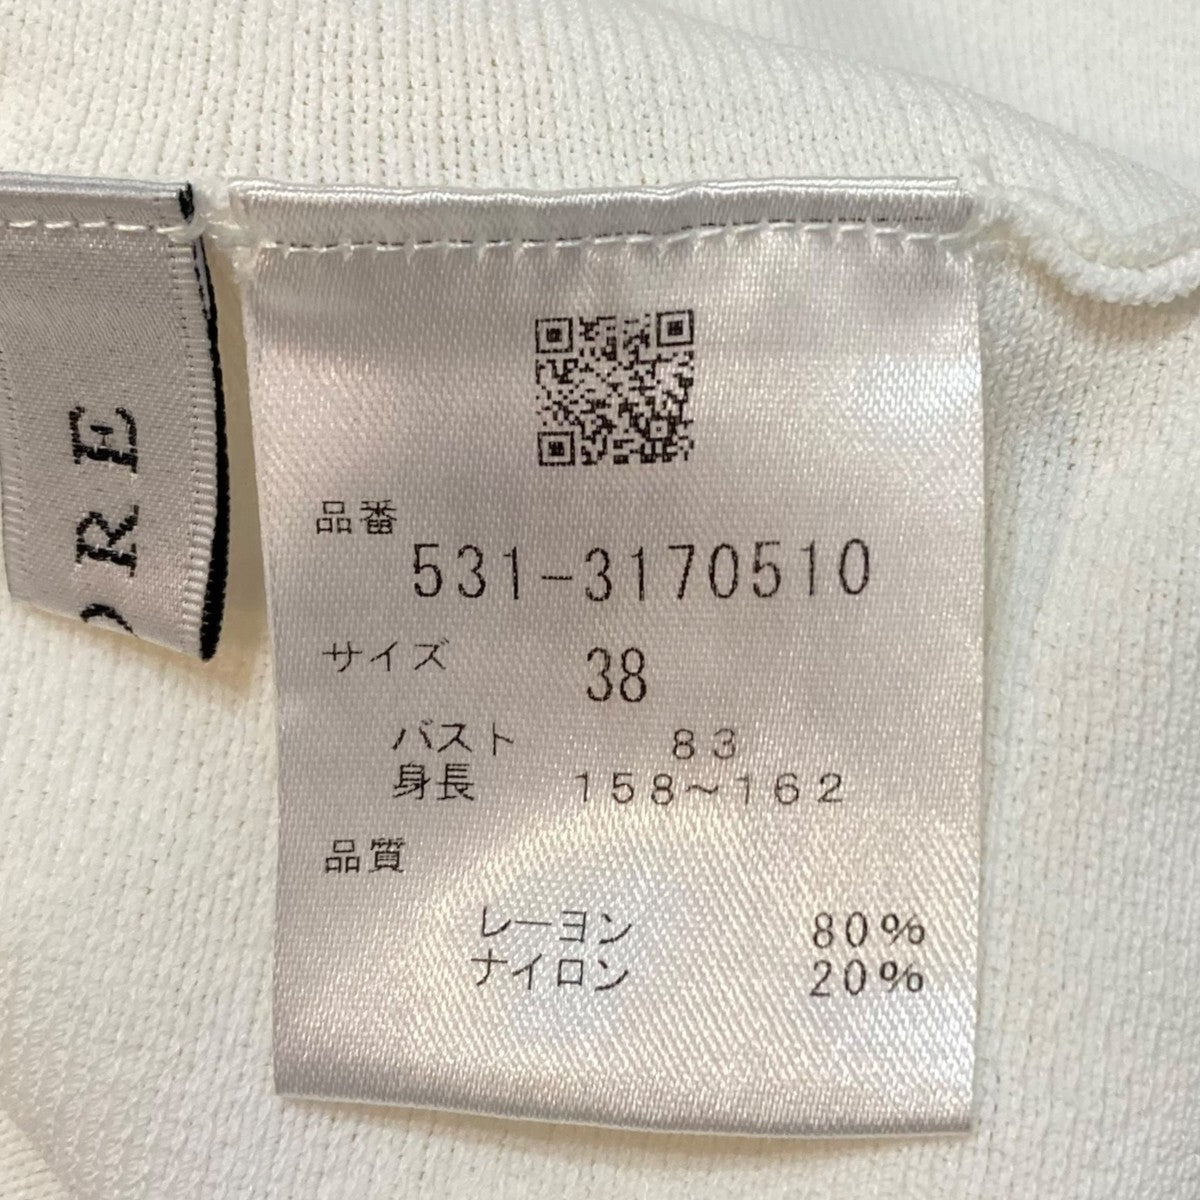 ORE
品番
531-3170510
サイズ 38
バスト 83
身長 158~162
品質
レーヨン 80%
ナイロン 20%